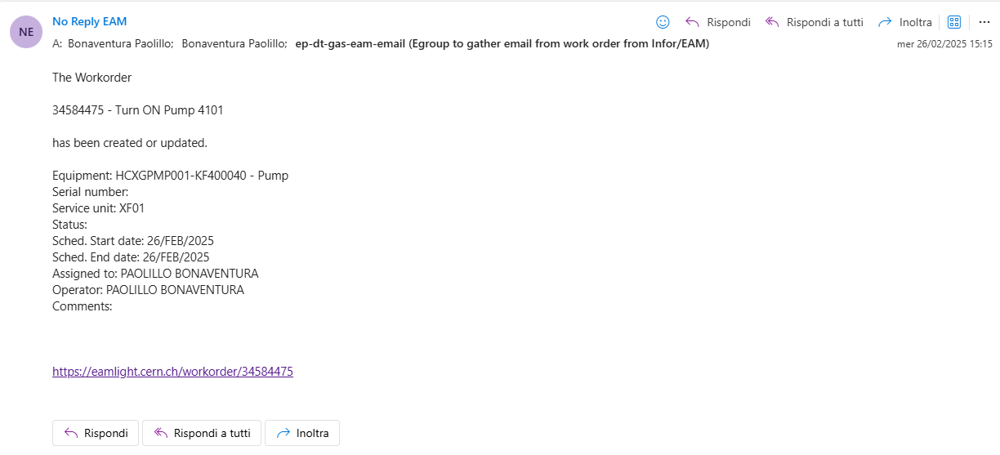 NE
No Reply EAM
Rispondi Rispondi a tutti Inoltra
A: Bonaventura Paolillo; Bonaventura Paolillo; ep-dt-gas-eam-email (Egroup to gather email from work order from Infor/EAM)
mer 26/02/2025 15:15
The Workorder
34584475 - Turn ON Pump 4101
has been created or updated.
Equipment: HCXGPMP001-KF400040 - Pump
Serial number:
Service unit: XF01
Status:
Sched. Start date: 26/FEB/2025
Sched. End date: 26/FEB/2025
Assigned to: PAOLILLO BONAVENTURA
Operator: PAOLILLO BONAVENTURA
Comments:
https://eamlight.cern.ch/workorder/34584475
Rispondi Rispondi a tutti Inoltra